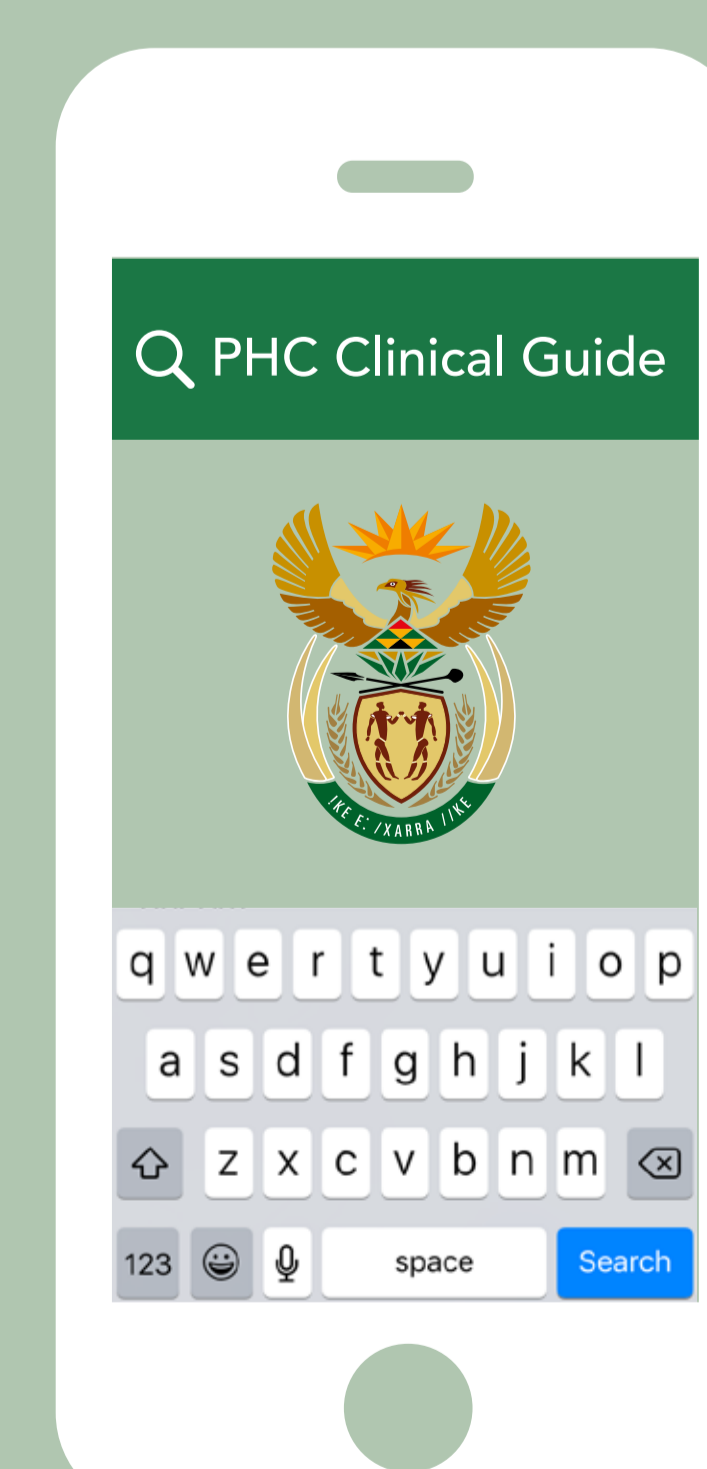 PHC Clinical Guide
!KE E: /XARRA //KE
q w e r t y u i o p
a s d f g h j k l
z x c v b n m
123 space Search